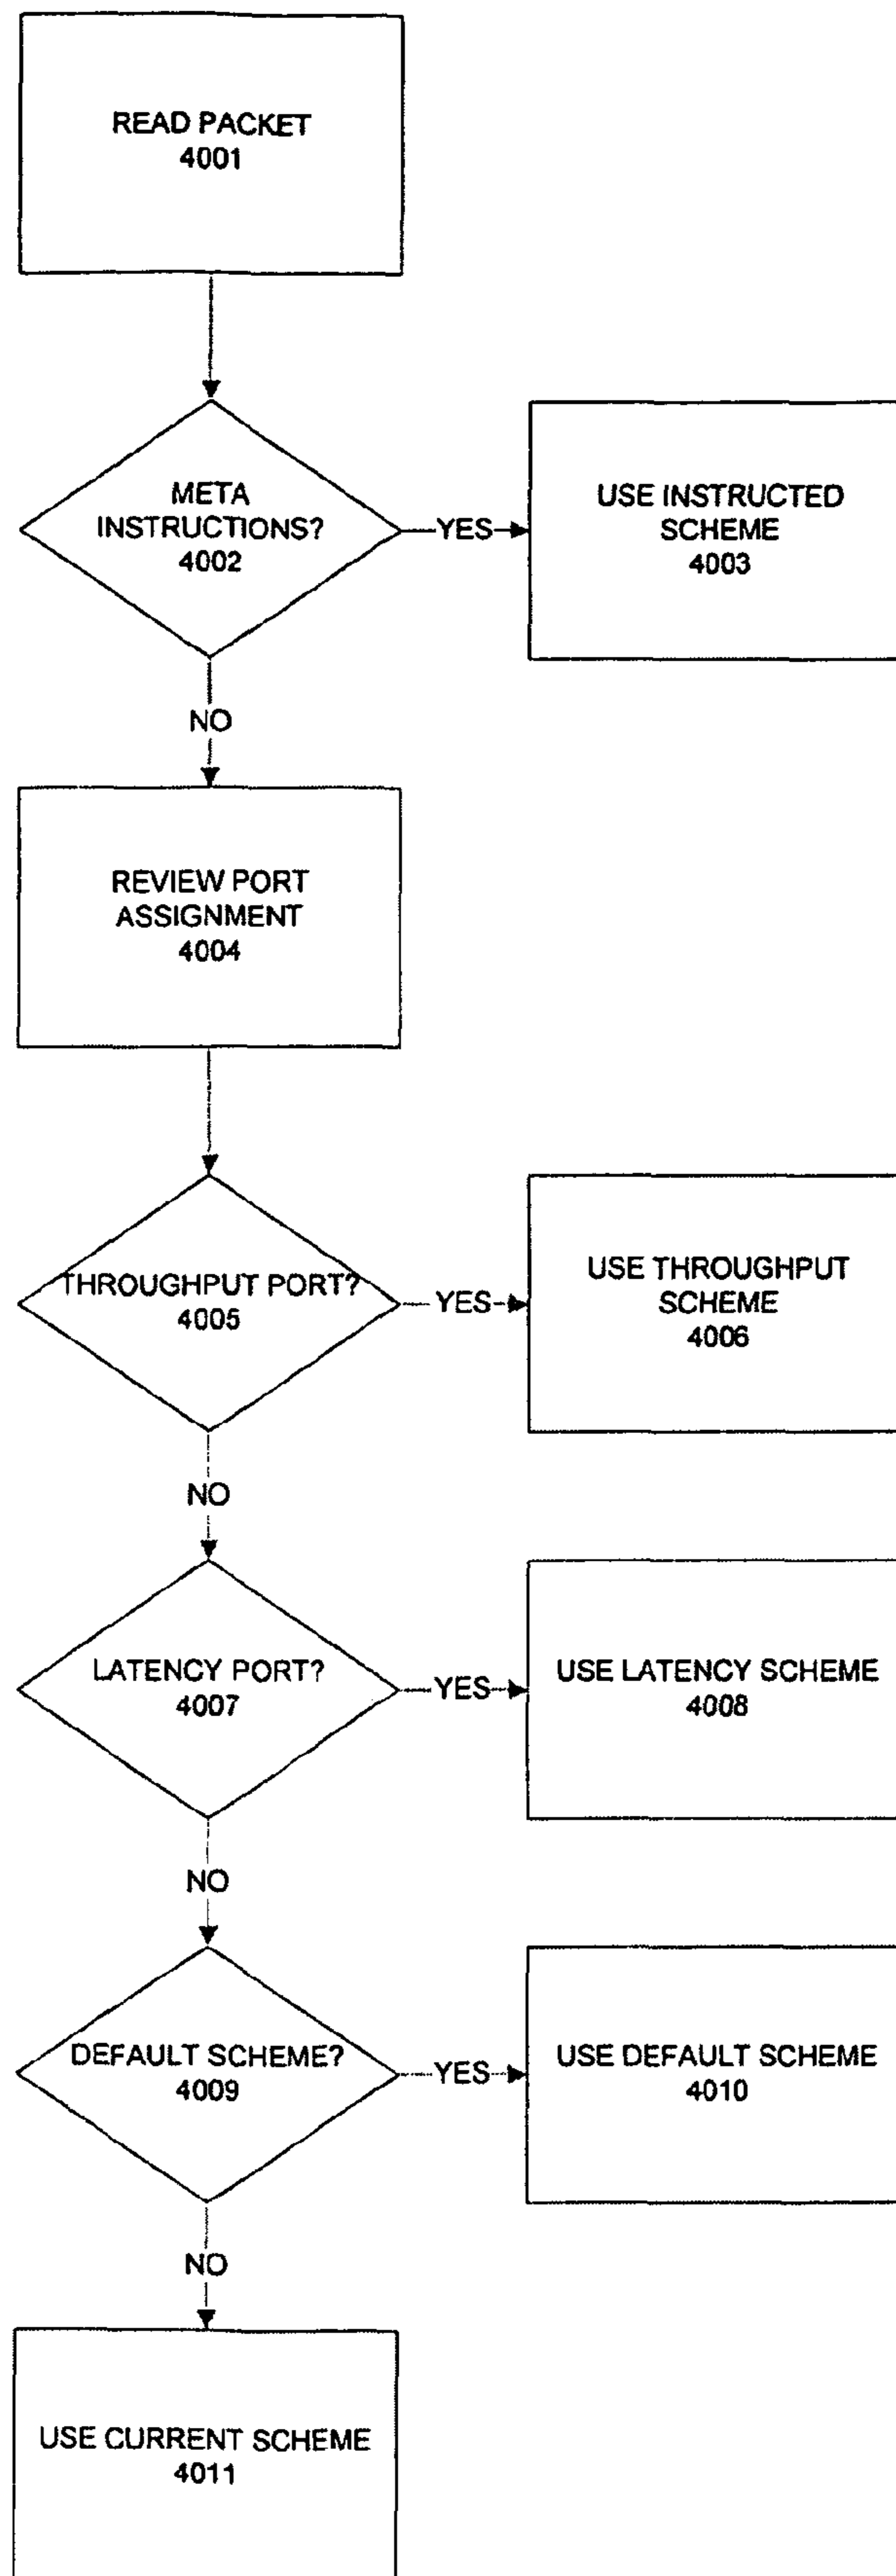 READ PACKET
4001
META
INSTRUCTIONS?
4002
YES
USE INSTRUCTED
SCHEME
4003
NO
REVIEW PORT
ASSIGNMENT
4004
THROUGHPUT PORT?
4005
YES
USE THROUGHPUT
SCHEME
4006
NO
LATENCY PORT?
4007
YES
USE LATENCY SCHEME
4008
NO
DEFAULT SCHEME?
4009
YES
USE DEFAULT SCHEME
4010
NO
USE CURRENT SCHEME
4011